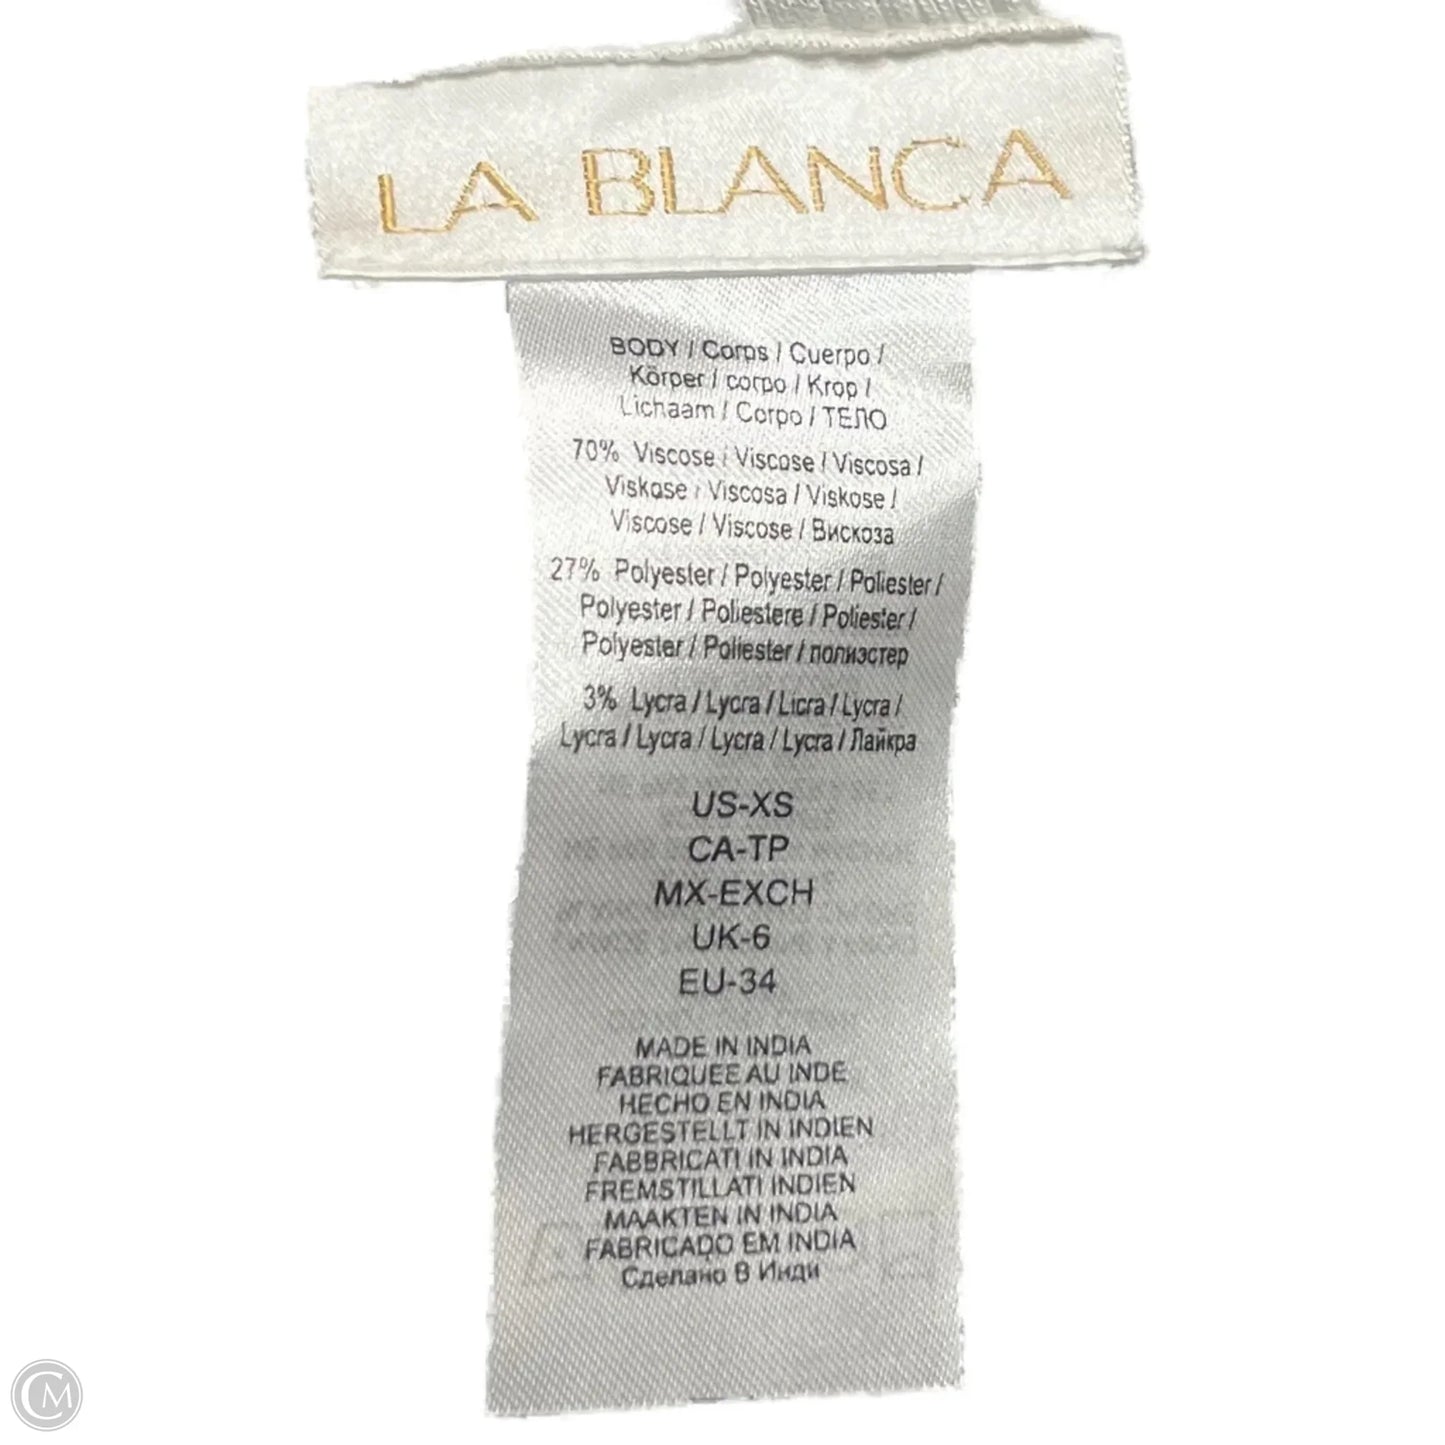 LA BLANCA
BODY / Corps / Cuerpo /
Körper / corpo / Krop /
Lichaam / Corpo / ТЕЛО
70% Viscose / Viscose / Viscosa /
Viskose / Viscosa / Viskose /
Viscose / Viscose / Вискоза
27% Polyester / Polyester / Poliester /
Polyester / Poliestere / Poliester /
Polyester / Poliester / полиэстер
3% Lycra / Lycra / Licra / Lycra /
Lycra / Lycra / Lycra / Lycra / Лайкра
US-XS
CA-TP
MX-EXCH
UK-6
EU-34
MADE IN INDIA
FABRIQUEE AU INDE
HECHO EN INDIA
HERGESTELLT IN INDIEN
FABBRICATI IN INDIA
FREMSTILLATI INDIEN
MAAKTEN IN INDIA
FABRICADO EM INDIA
Сделано В Инди
CM